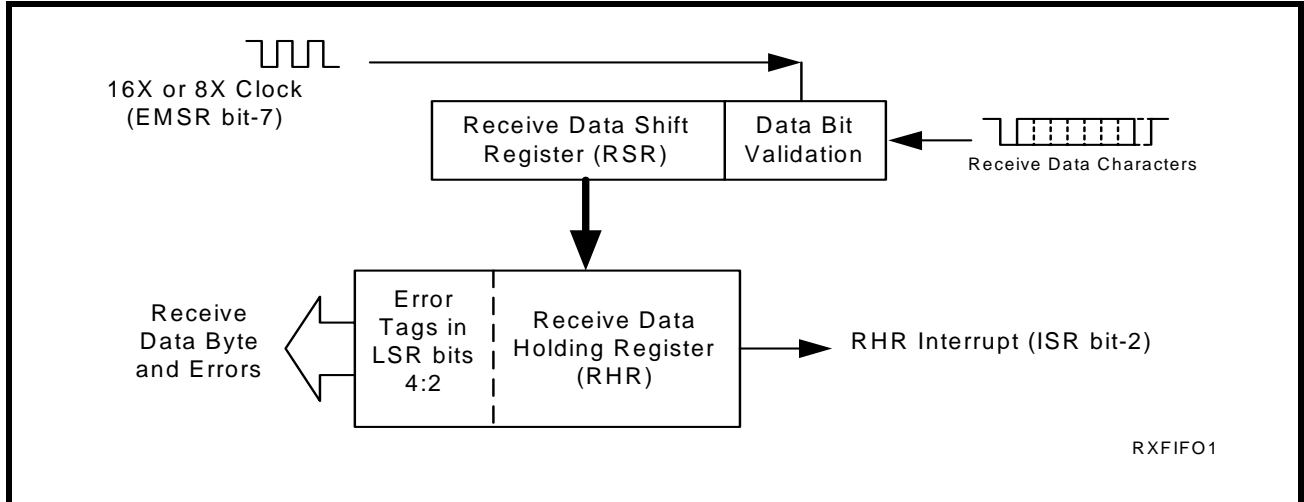 16X or 8X Clock
(EMSR bit-7)
Receive Data Shift
Register (RSR)
Data Bit
Validation
Receive Data Characters
Receive
Data Byte
and Errors
Error
Tags in
LSR bits
4:2
Receive Data
Holding Register
(RHR)
RHR Interrupt (ISR bit-2)
RXFIFO1